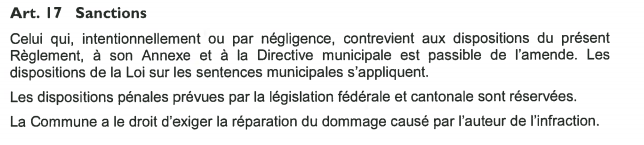 Art. 17 Sanctions
Celui qui, intentionnellement ou par négligence, contrevient aux dispositions du présent
Règlement, à son Annexe et à la Directive municipale est passible de l'amende. Les
dispositions de la Loi sur les sentences municipales s'appliquent.
Les dispositions pénales prévues par la législation fédérale et cantonale sont réservées.
La Commune a le droit d'exiger la réparation du dommage causé par l'auteur de l'infraction.